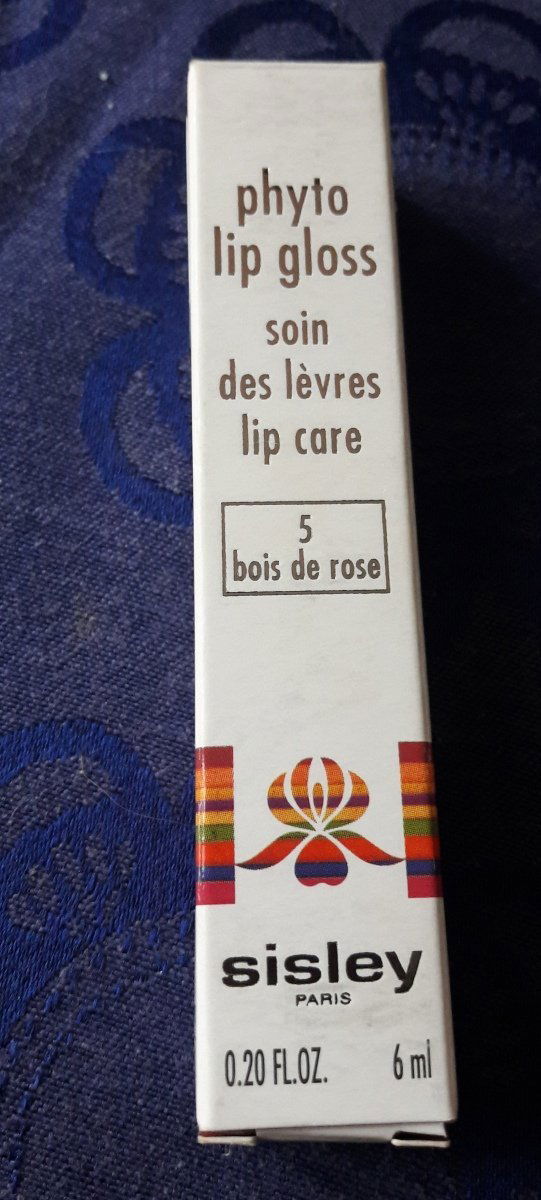 phyto
lip gloss
soin
des lèvres
lip care
5
bois de rose
sisley
PARIS
0.20 FL.OZ. 6 ml